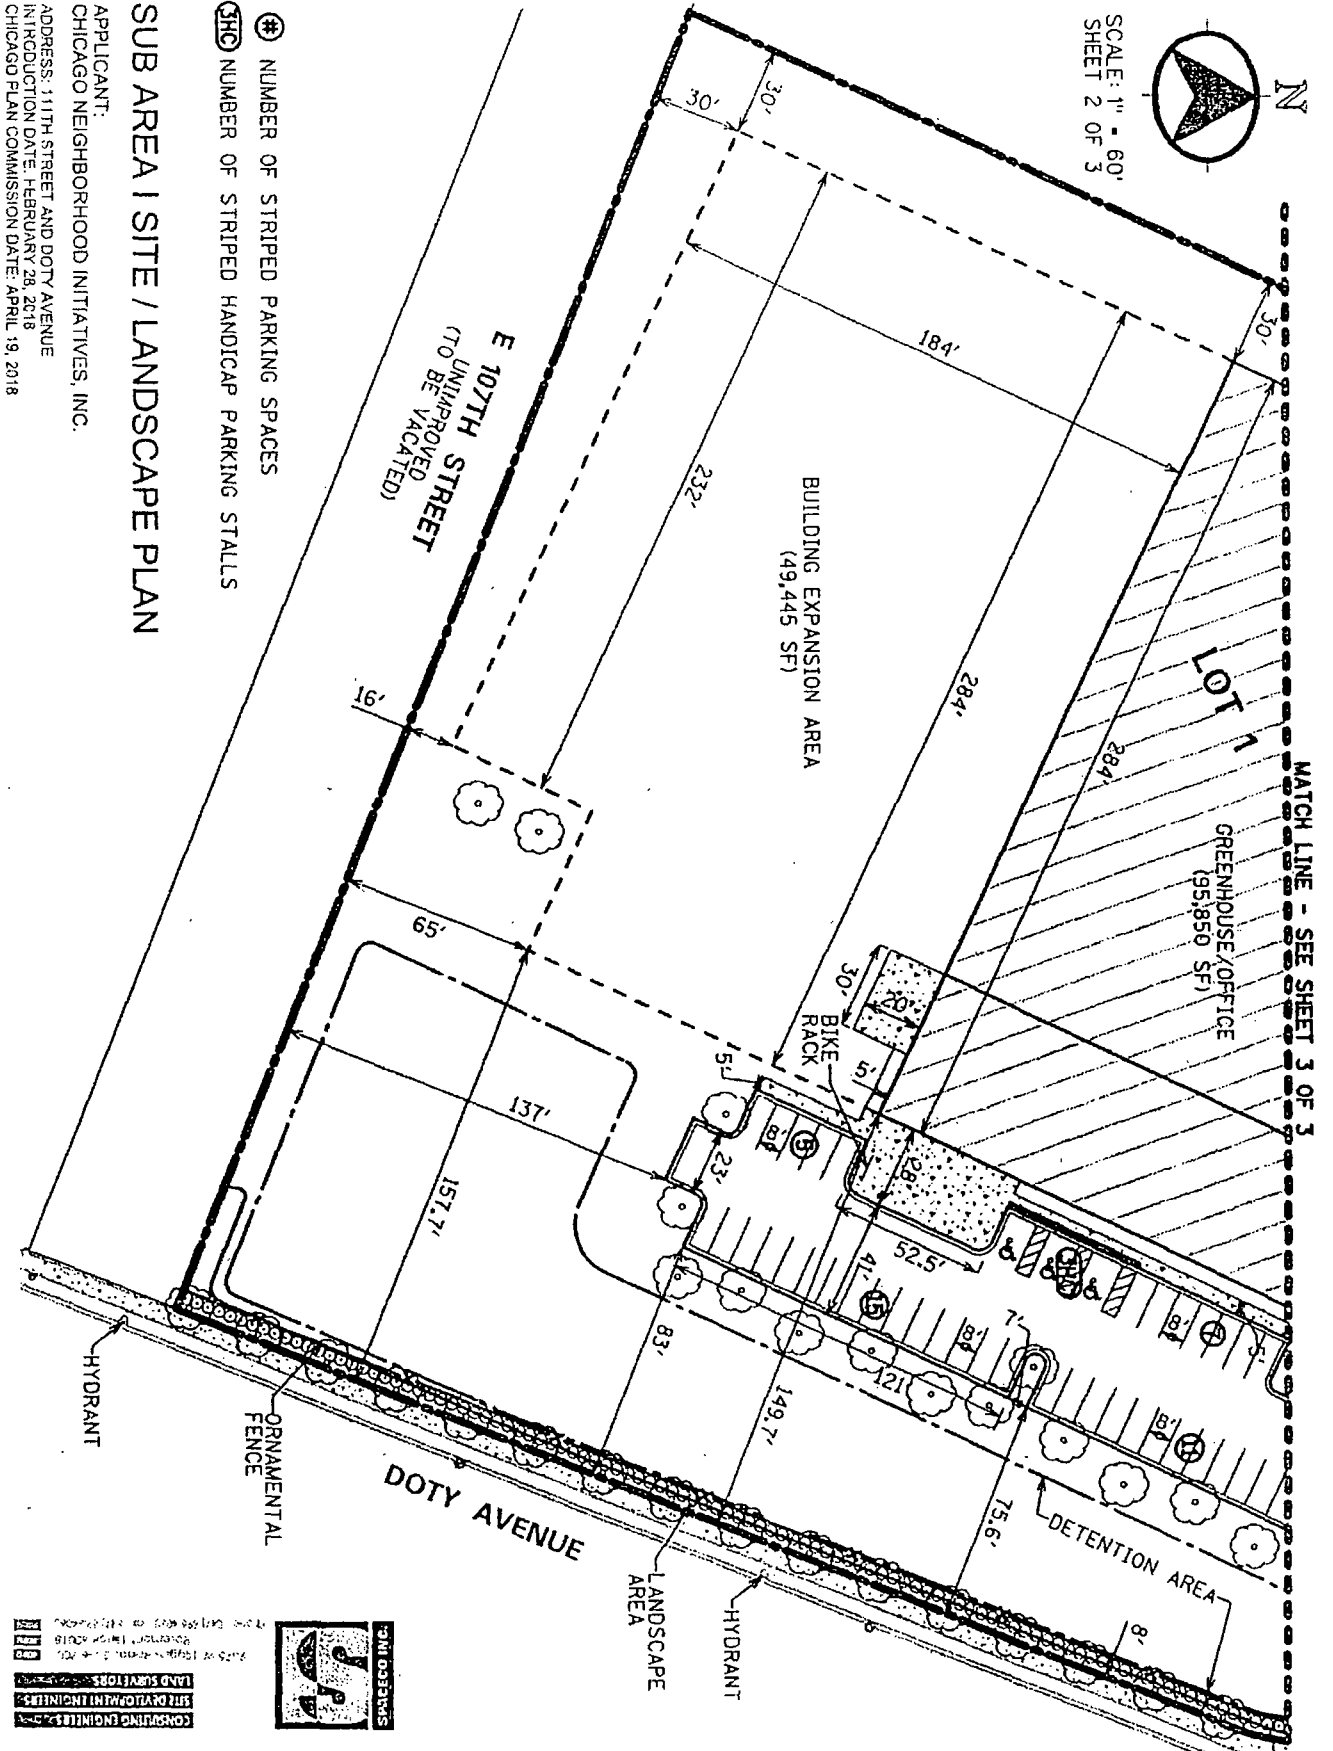 N
SCALE: 1" = 60'
SHEET 2 OF 3
MATCH LINE - SEE SHEET 3 OF 3
30'
30'
30'
184'
232'
284'
284'
LOT 1
GREENHOUSE/OFFICE
(95,850 SF)
BUILDING EXPANSION AREA
(49,445 SF)
E 107TH STREET
(UNIMPROVED
TO BE VACATED)
16'
65'
137'
157.7'
30'
20'
BIKE
RACK
5'
5'
5
8'
23'
28'
52.5'
41'
15
8'
3HC
7
8'
5'
7'
11
8'
121
83'
149.7'
75.6'
DETENTION AREA
8'
HYDRANT
ORNAMENTAL
FENCE
DOTY AVENUE
LANDSCAPE
AREA
HYDRANT
# NUMBER OF STRIPED PARKING SPACES
3HC NUMBER OF STRIPED HANDICAP PARKING STALLS
SUB AREA I SITE / LANDSCAPE PLAN
APPLICANT:
CHICAGO NEIGHBORHOOD INITIATIVES, INC.
ADDRESS: 111TH STREET AND DOTY AVENUE
INTRODUCTION DATE: FEBRUARY 28, 2018
CHICAGO PLAN COMMISSION DATE: APRIL 19, 2018
SPACECO INC.
CONSULTING ENGINEERS
SITE DEVELOPMENT ENGINEERS
LAND SURVEYORS